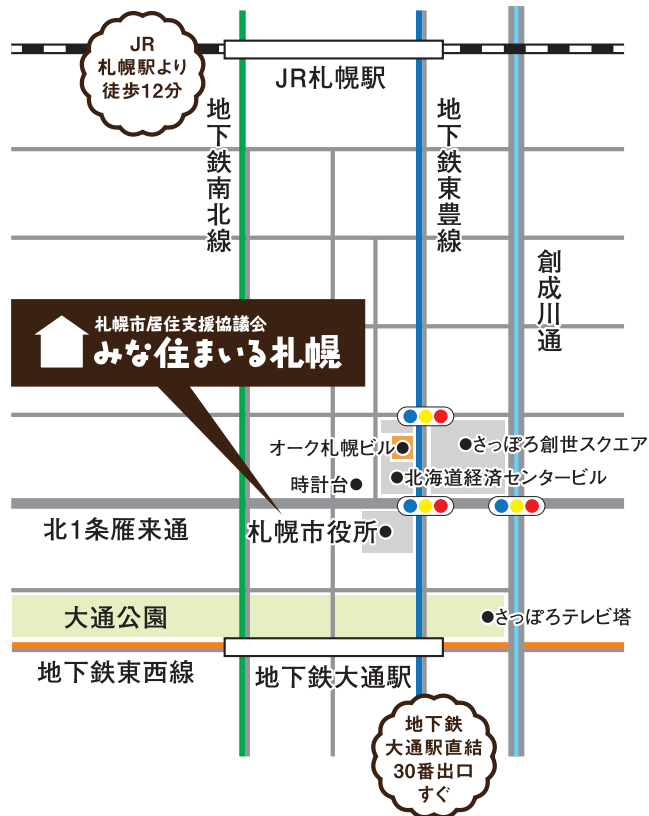 JR
札幌駅より
徒歩12分
JR札幌駅
地下鉄南北線
地下鉄東豊線
創成川通
札幌市居住支援協議会
みな住まいる札幌
オーク札幌ビル
さっぽろ創世スクエア
時計台
北海道経済センタービル
北1条雁来通
札幌市役所
大通公園
さっぽろテレビ塔
地下鉄東西線
地下鉄大通駅
地下鉄
大通駅直結
30番出口
すぐ